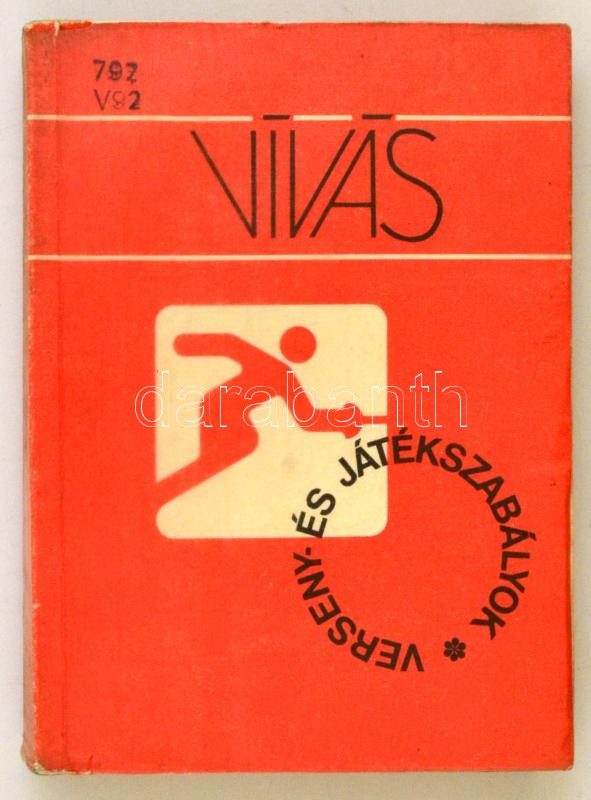 792
V92
VÍVÁS
darabanth
VERSENY- ÉS JÁTÉKSZABÁLYOK *